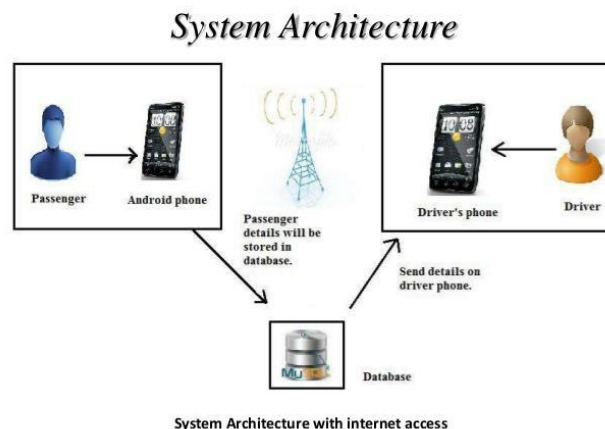 System Architecture
Passenger
Android phone
Passenger
details will be
stored in
database.
Driver's phone
Driver
Send details on
driver phone.
Database
System Architecture with internet access